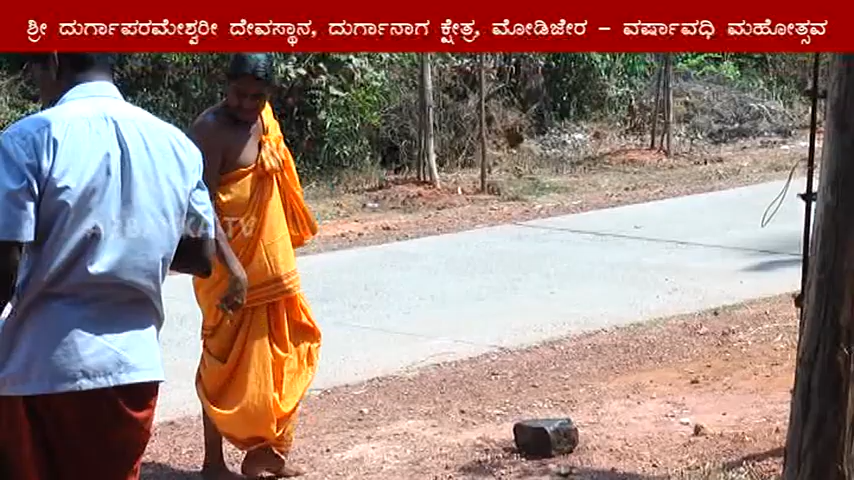 ಶ್ರೀ ದುರ್ಗಾಪರಮೇಶ್ವರೀ ದೇವಸ್ಥಾನ, ದುರ್ಗಾನಾಗ ಕ್ಷೇತ್ರ, ಮೋಡಿಜೇರ - ವರ್ಷಾವಧಿ ಮಹೋತ್ಸವ